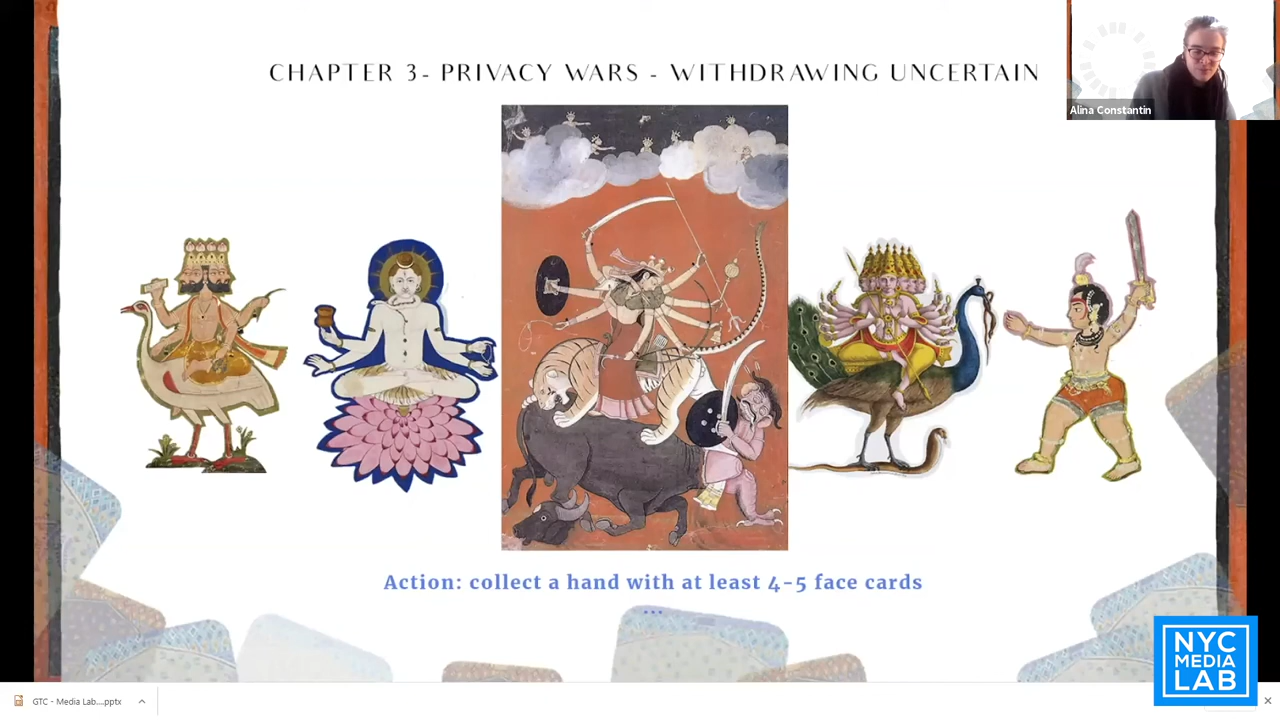 CHAPTER 3- PRIVACY WARS - WITHDRAWING UNCERTAIN
Alina Constantin
Action: collect a hand with at least 4-5 face cards
...
NYC
MEDIA
LAB
GTC - Media Lab....pptx